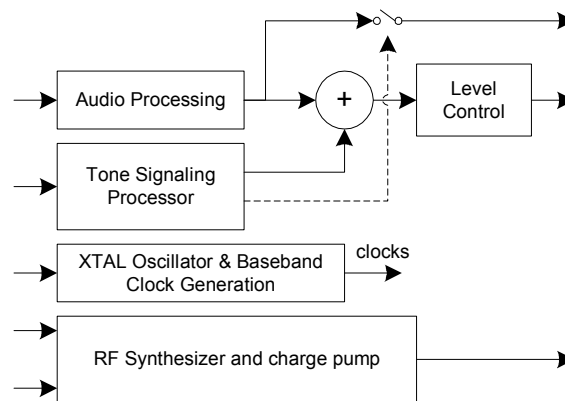 Audio Processing
+
Level
Control
Tone Signaling
Processor
XTAL Oscillator & Baseband
Clock Generation
clocks
RF Synthesizer and charge pump